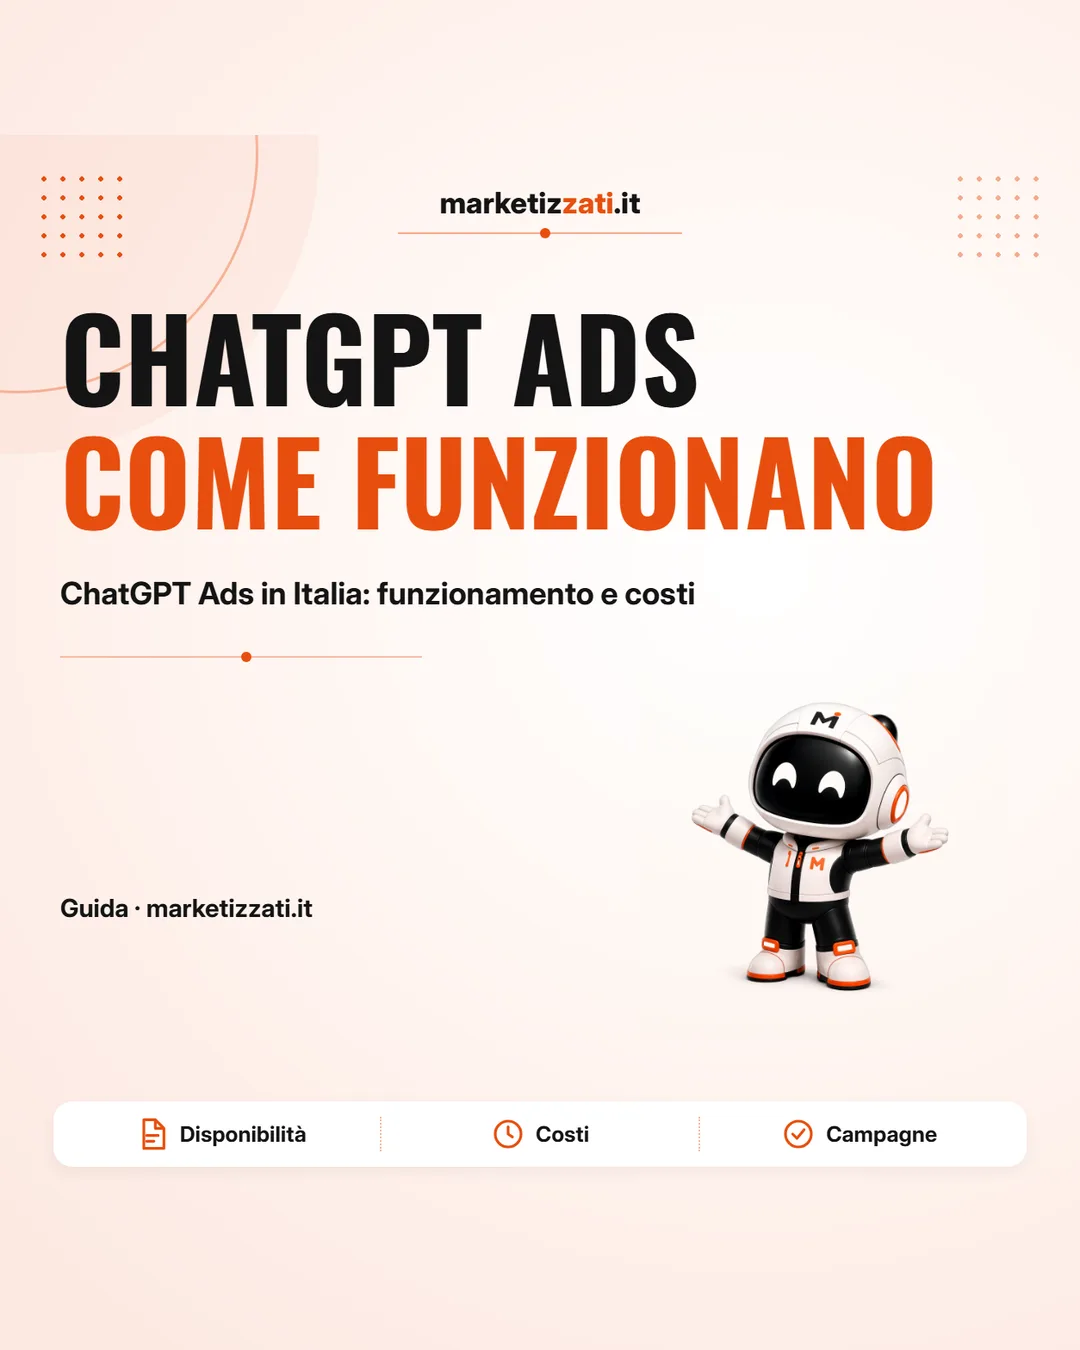 marketizzati.it
CHATGPT ADS
COME FUNZIONANO
ChatGPT Ads in Italia: funzionamento e costi
M
M
Guida · marketizzati.it
Disponibilità
Costi
Campagne